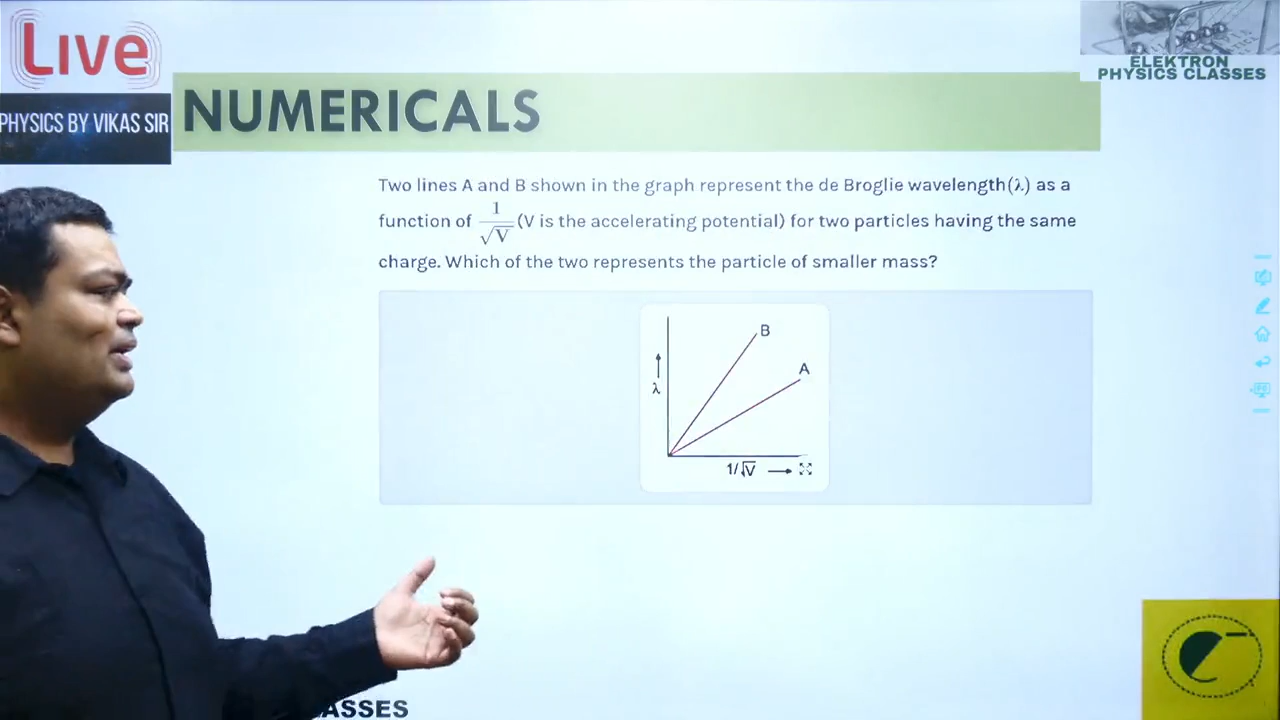 LIVE
PHYSICS BY VIKAS SIR
ELEKTRON
PHYSICS CLASSES
NUMERICALS
Two lines A and B shown in the graph represent the de Broglie wavelength(λ) as a
function of 1/√V (V is the accelerating potential) for two particles having the same
charge. Which of the two represents the particle of smaller mass?
B
A
λ
1/√V
ASSES